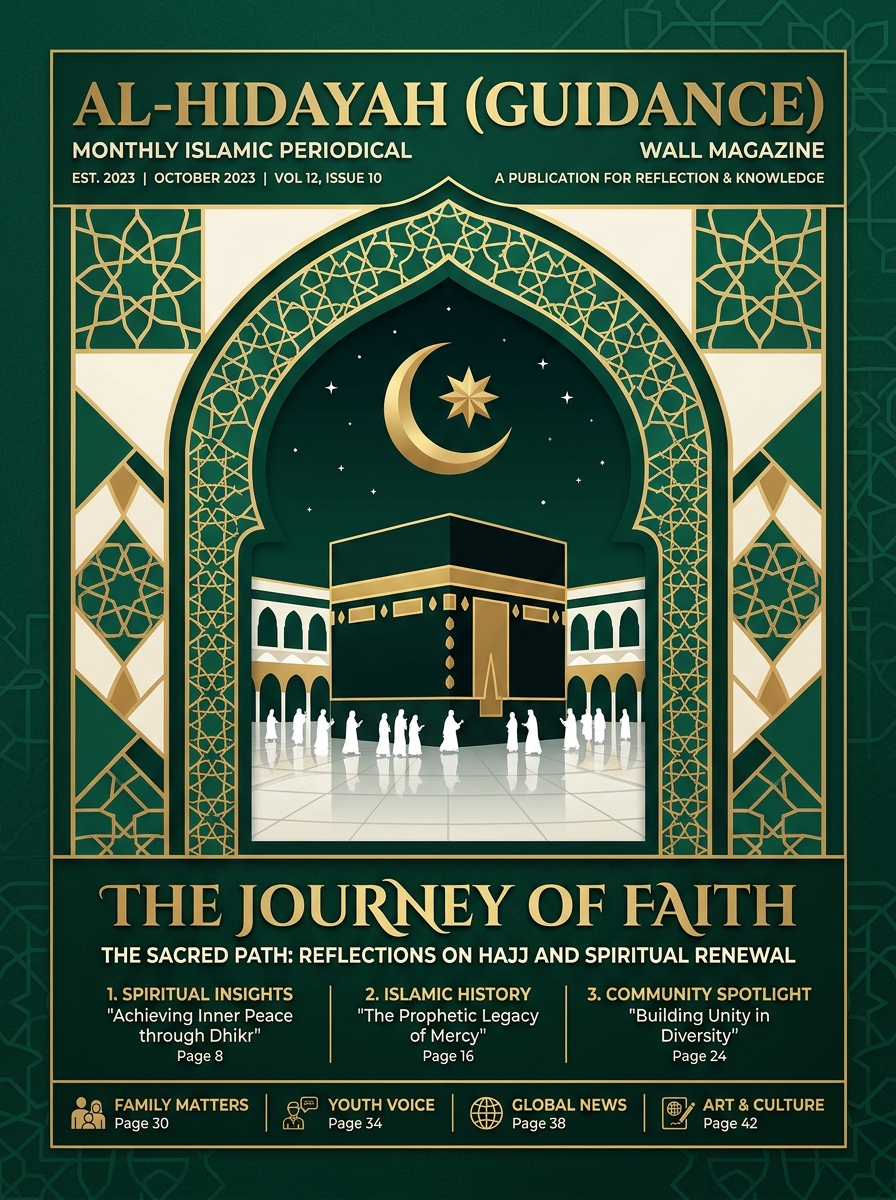 AL-HIDAYAH (GUIDANCE)
MONTHLY ISLAMIC PERIODICAL
WALL MAGAZINE
EST. 2023 | OCTOBER 2023 | VOL 12, ISSUE 10
A PUBLICATION FOR REFLECTION & KNOWLEDGE
THE JOURNEY OF FAITH
THE SACRED PATH: REFLECTIONS ON HAJJ AND SPIRITUAL RENEWAL
1. SPIRITUAL INSIGHTS
"Achieving Inner Peace
through Dhikr"
Page 8
2. ISLAMIC HISTORY
"The Prophetic Legacy
of Mercy"
Page 16
3. COMMUNITY SPOTLIGHT
"Building Unity in
Diversity"
Page 24
FAMILY MATTERS
Page 30
YOUTH VOICE
Page 34
GLOBAL NEWS
Page 38
ART & CULTURE
Page 42